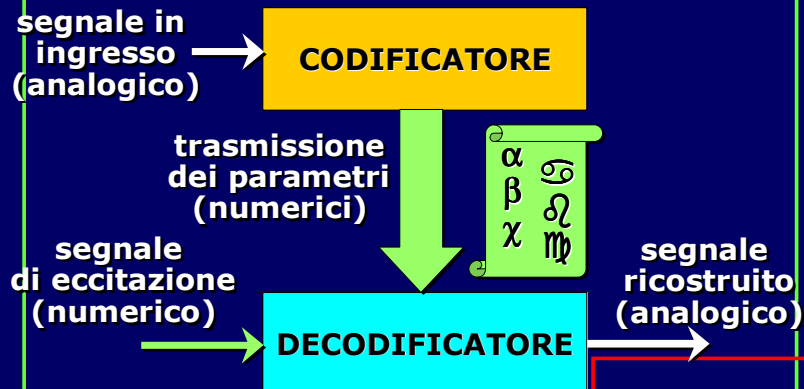 segnale in
ingresso
(analogico)
CODIFICATORE
trasmissione
dei parametri
(numerici)
α ♋
β ♌
χ ♍
segnale
di eccitazione
(numerico)
DECODIFICATORE
segnale
ricostruito
(analogico)